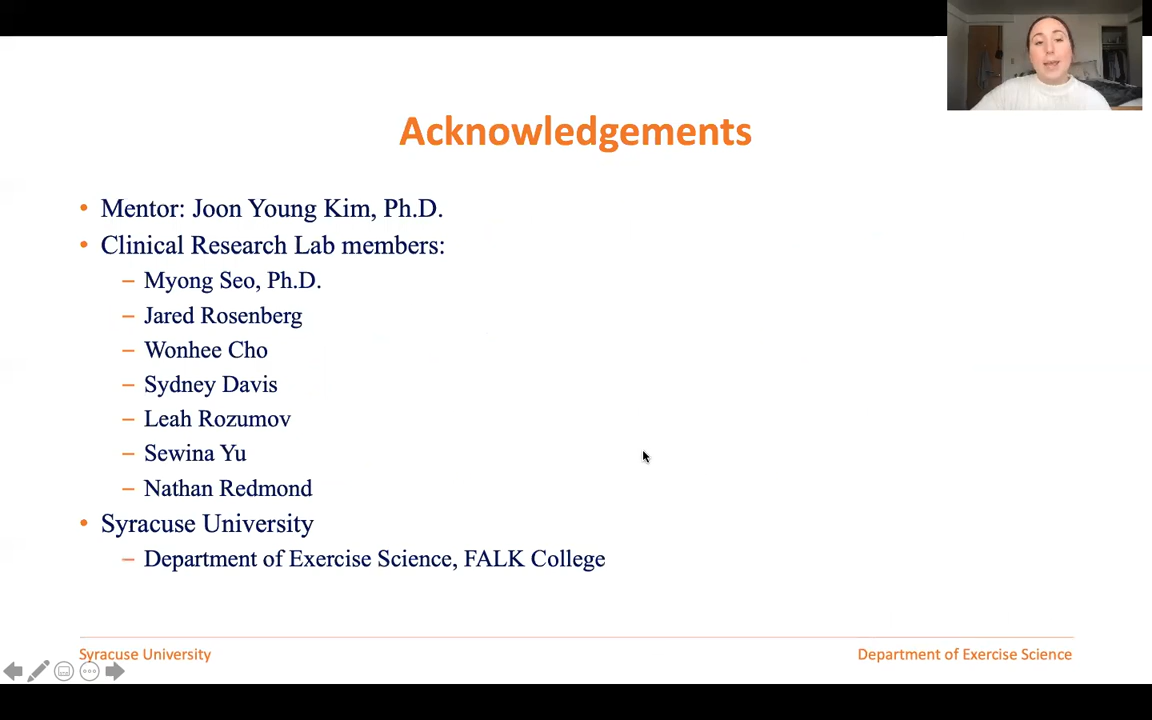 Acknowledgements
• Mentor: Joon Young Kim, Ph.D.
• Clinical Research Lab members:
– Myong Seo, Ph.D.
– Jared Rosenberg
– Wonhee Cho
– Sydney Davis
– Leah Rozumov
– Sewina Yu
– Nathan Redmond
• Syracuse University
– Department of Exercise Science, FALK College
Syracuse University
Department of Exercise Science